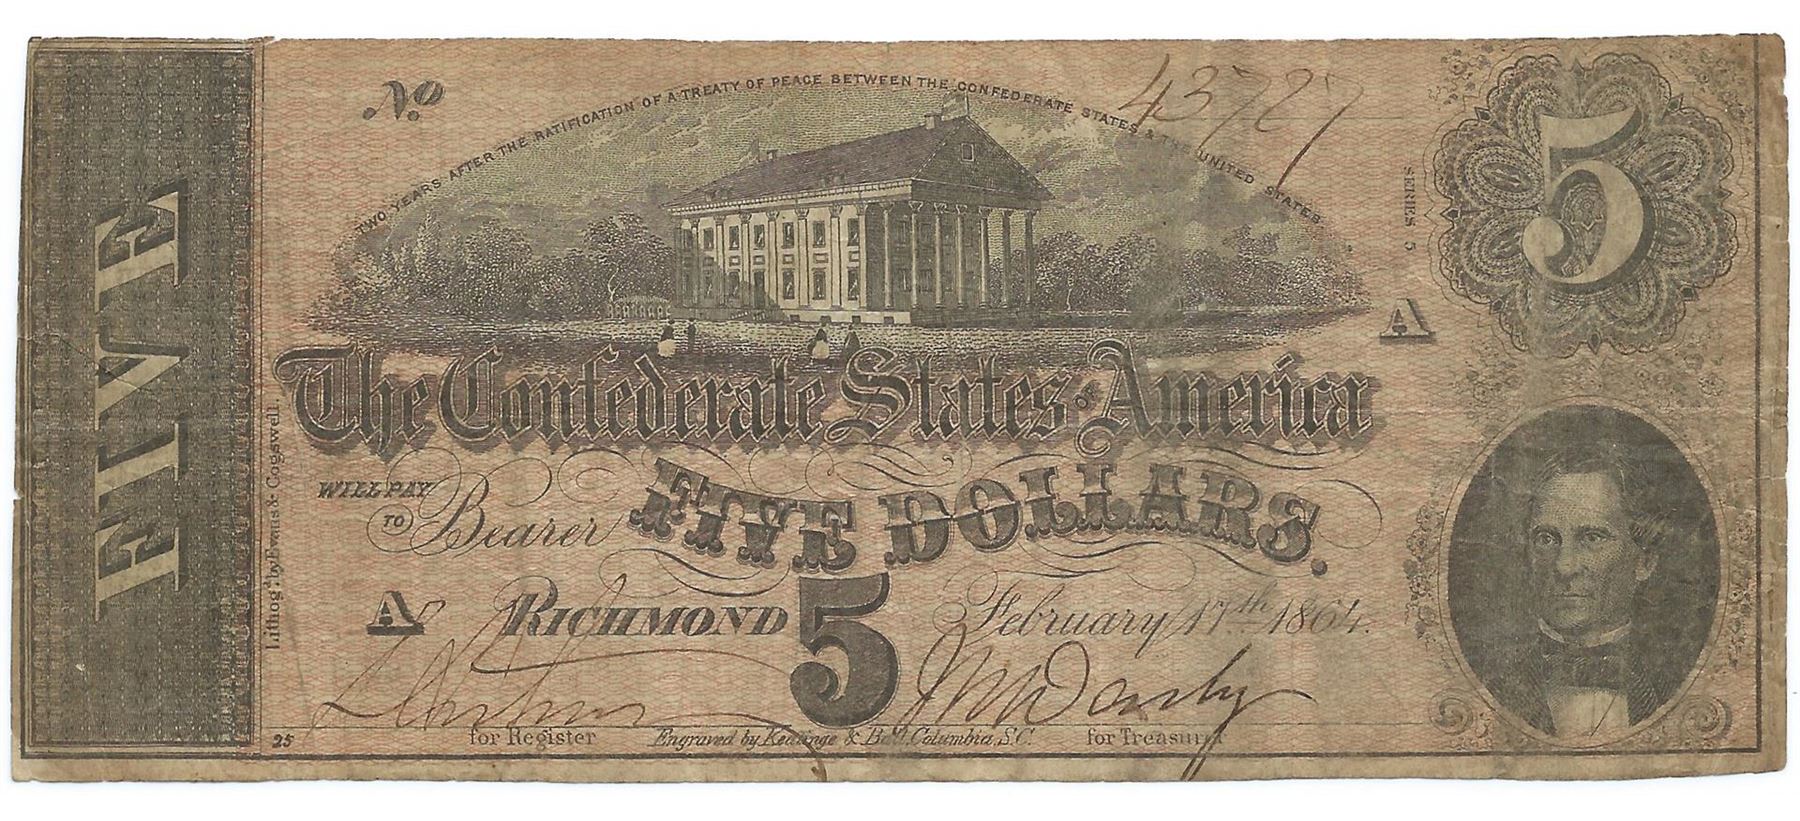 FIVE
No
43727
TWO YEARS AFTER THE RATIFICATION OF A TREATY OF PEACE BETWEEN THE CONFEDERATE STATES & THE UNITED STATES
SERIES 5
5
A
The Confederate States of America
WILL PAY
TO Bearer FIVE DOLLARS.
A RICHMOND 5 February 17th 1864.
Lithog'd by Evans & Cogswell.
25 for Register Engraved by Keatinge & Ball, Columbia, S.C. for Treasurer